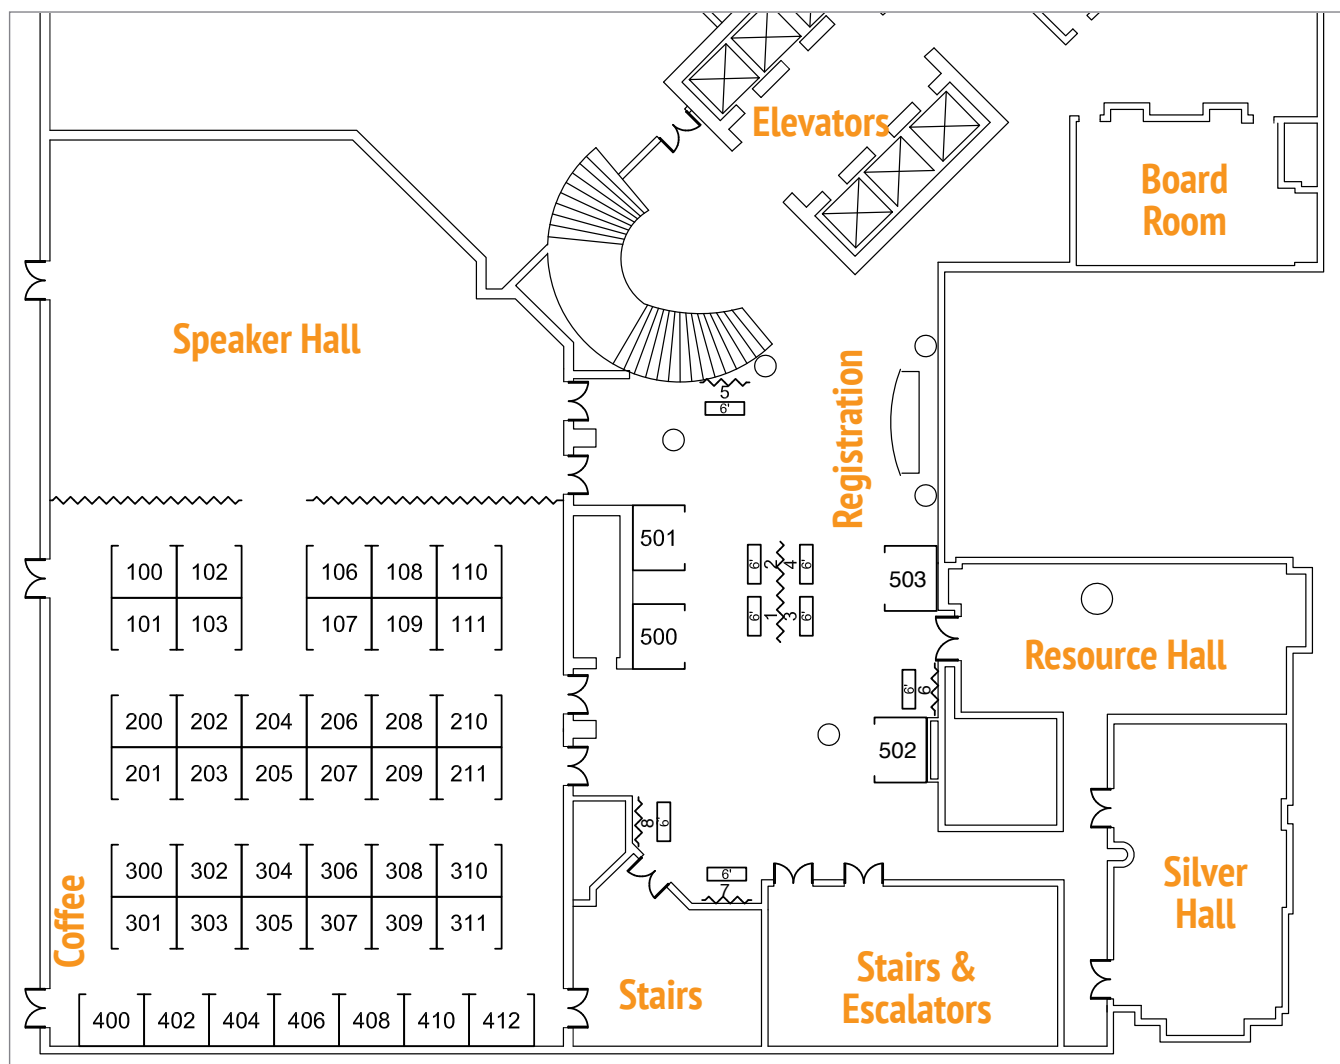 Elevators
Board
Room
Speaker Hall
Registration
5
6'
501
500
6'
2
4
6'
6'
1
3
6'
503
100 102 106 108 110
101 103 107 109 111
Resource Hall
6'
6
502
200 202 204 206 208 210
201 203 205 207 209 211
8
6'
6'
7
300 302 304 306 308 310
301 303 305 307 309 311
Coffee
Silver
Hall
Stairs
Stairs &
Escalators
400 402 404 406 408 410 412